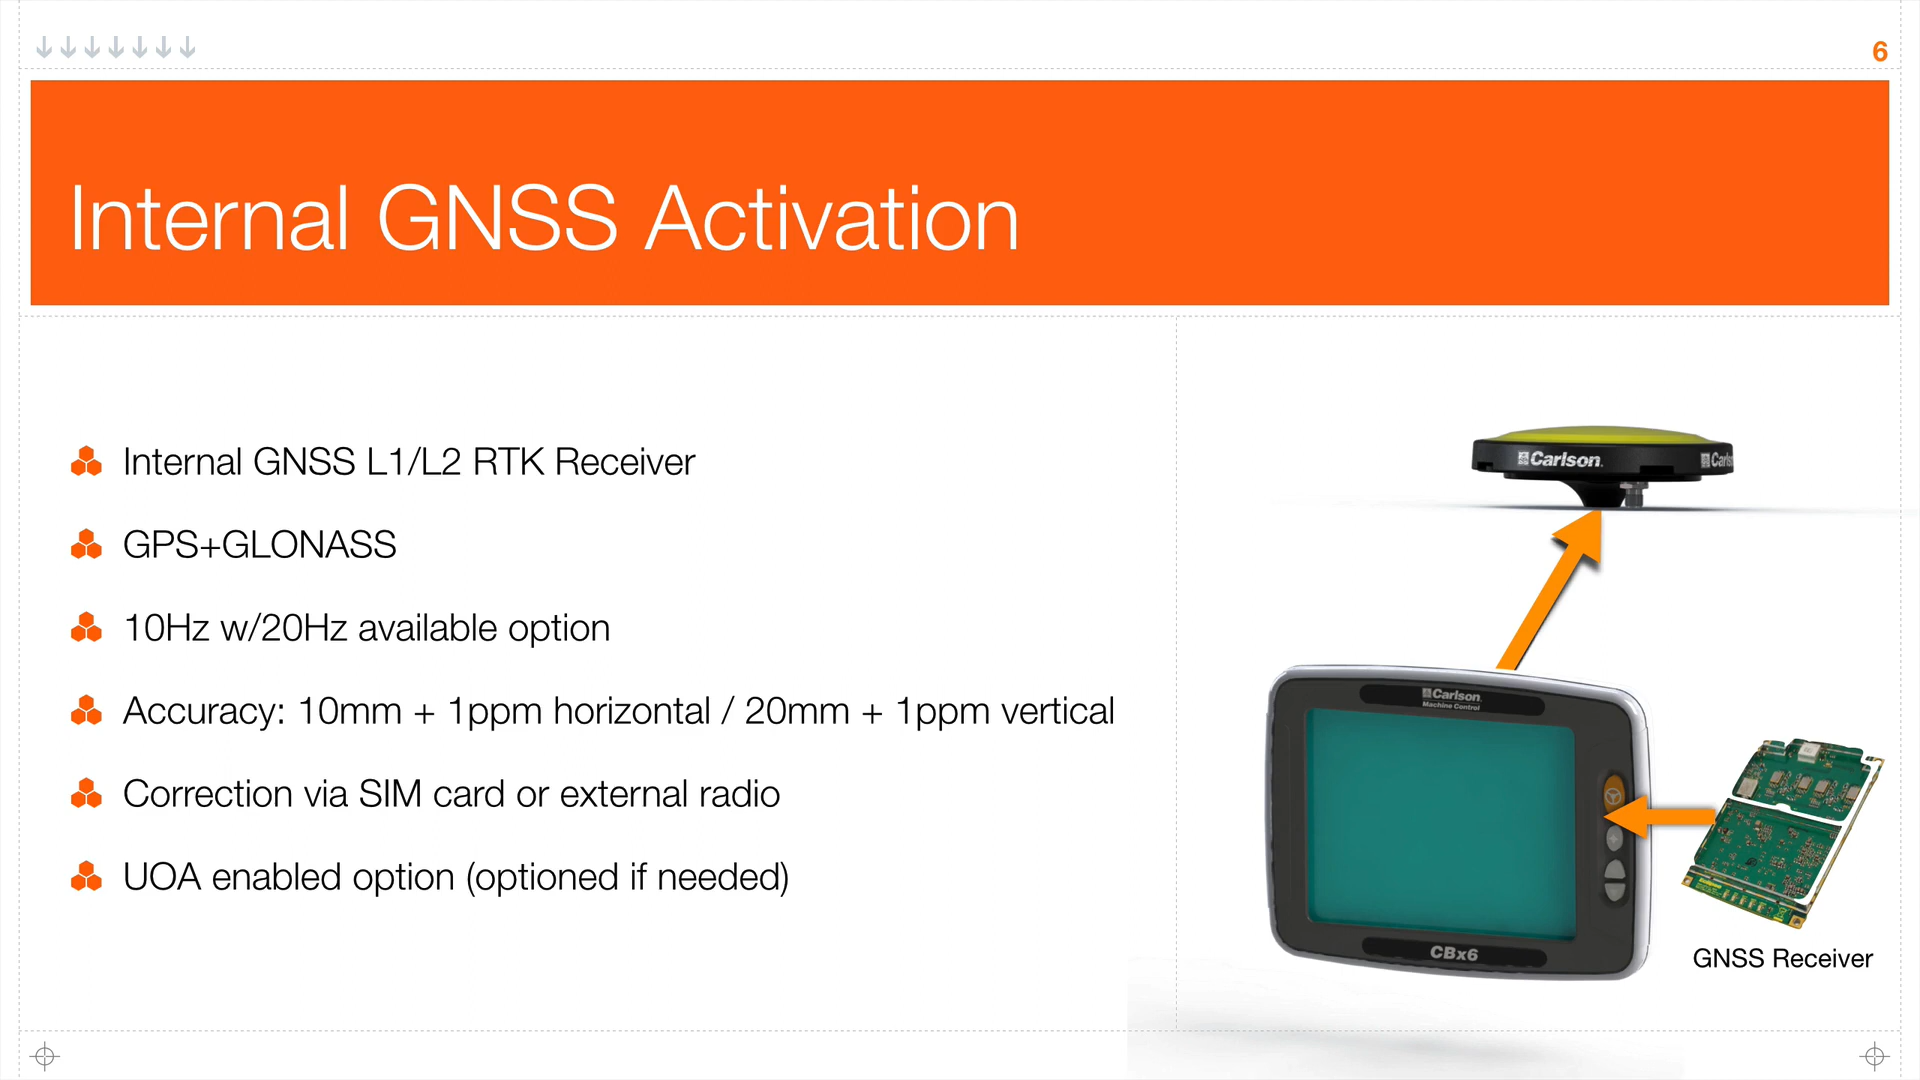 6
Internal GNSS Activation
Internal GNSS L1/L2 RTK Receiver
GPS+GLONASS
10Hz w/20Hz available option
Accuracy: 10mm + 1ppm horizontal / 20mm + 1ppm vertical
Correction via SIM card or external radio
UOA enabled option (optioned if needed)
Carlson.
Carls
Carlson.
Machine Control
CBx6
GNSS Receiver